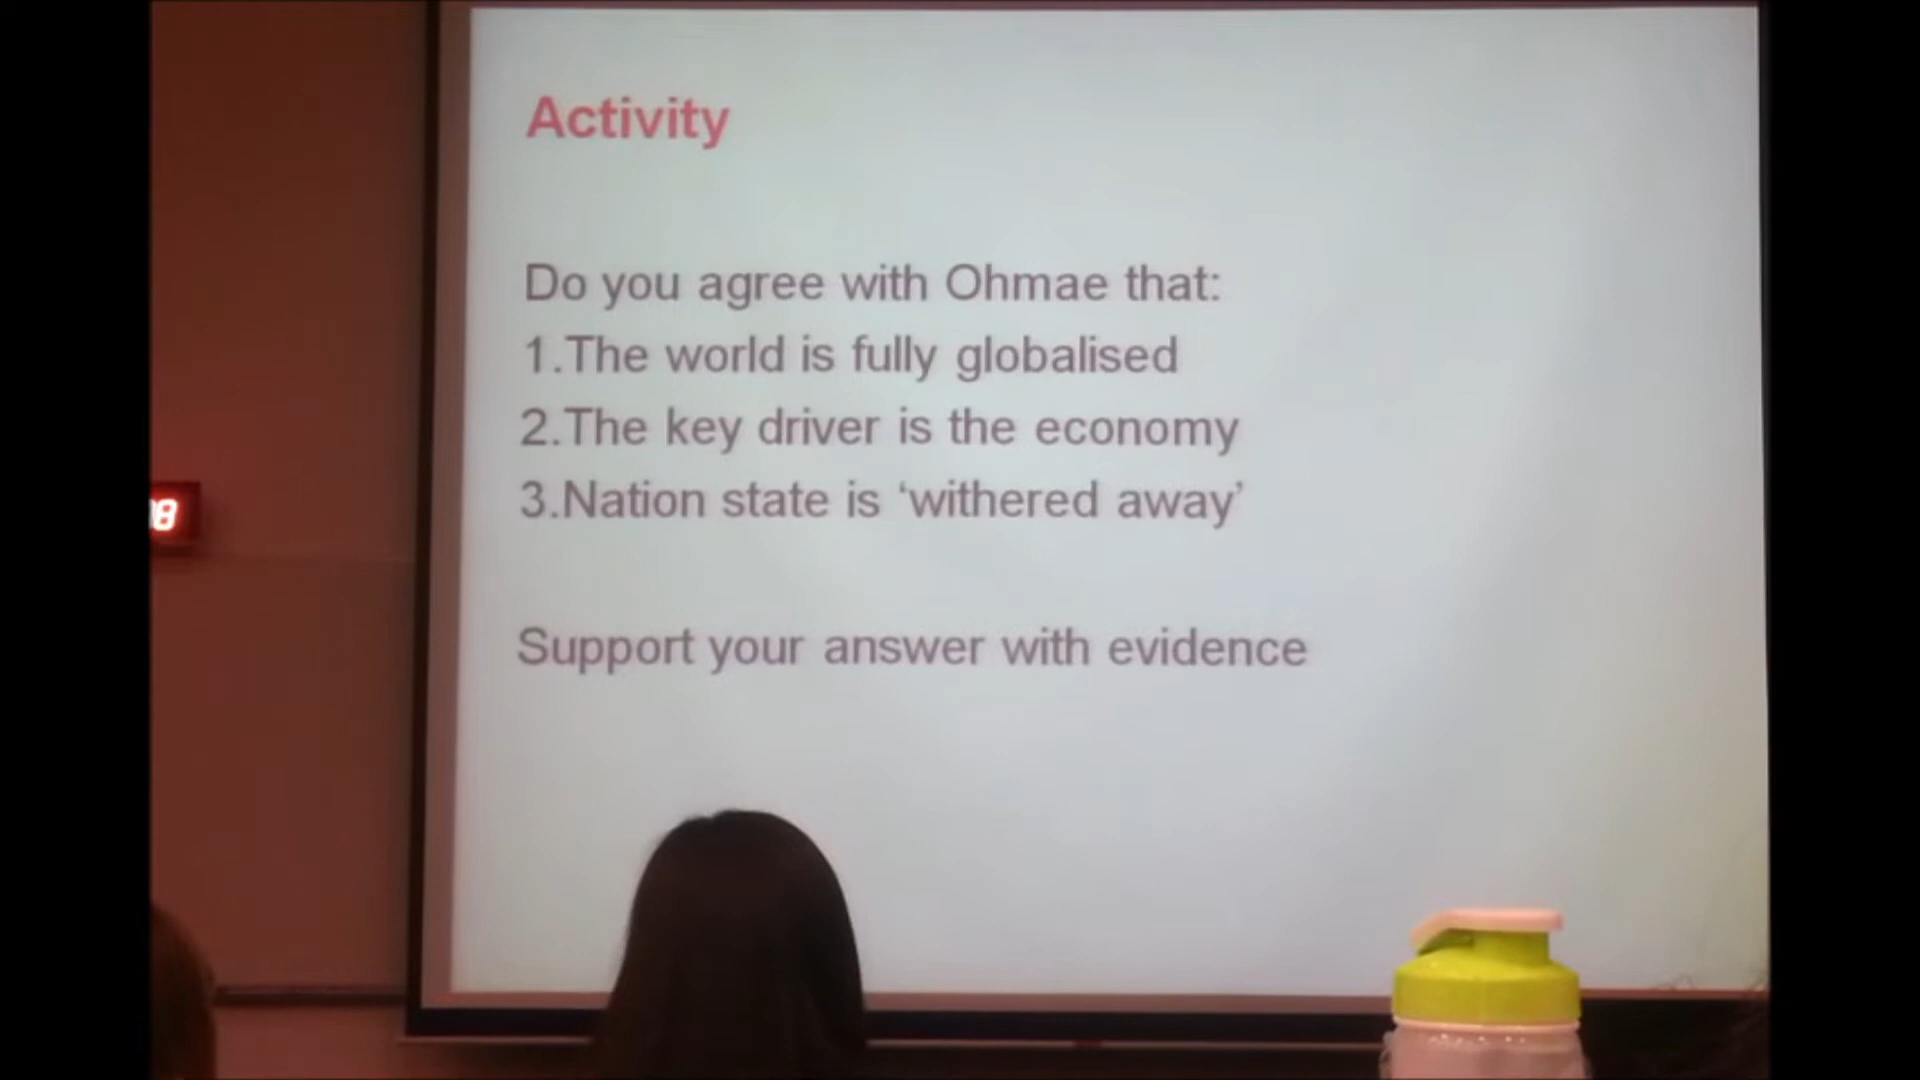 Activity
Do you agree with Ohmae that:
1.The world is fully globalised
2.The key driver is the economy
3.Nation state is ‘withered away’
Support your answer with evidence
8